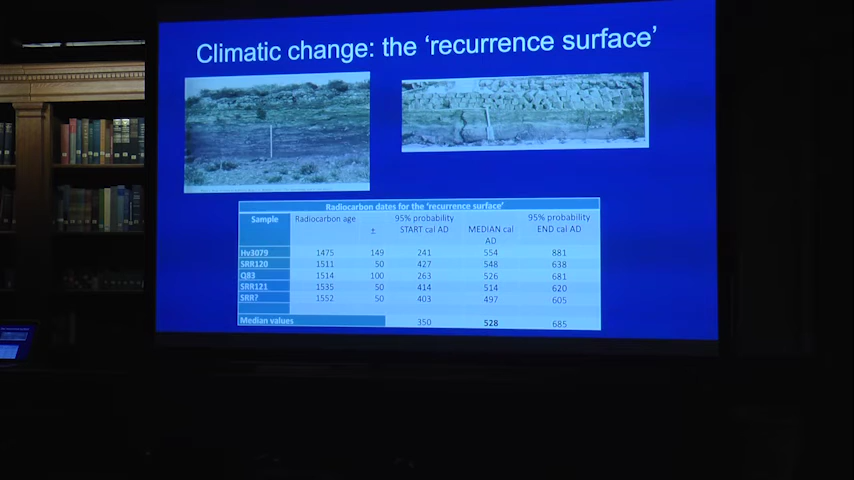 Climatic change: the ‘recurrence surface’
Radiocarbon dates for the ‘recurrence surface’
Sample Radiocarbon age ± 95% probability START cal AD MEDIAN cal AD 95% probability END cal AD
Hv3079 1475 149 241 554 881
SRR120 1511 50 427 548 638
Q83 1514 100 263 526 681
SRR121 1535 50 414 514 620
SRR? 1552 50 403 497 605
Median values 350 528 685